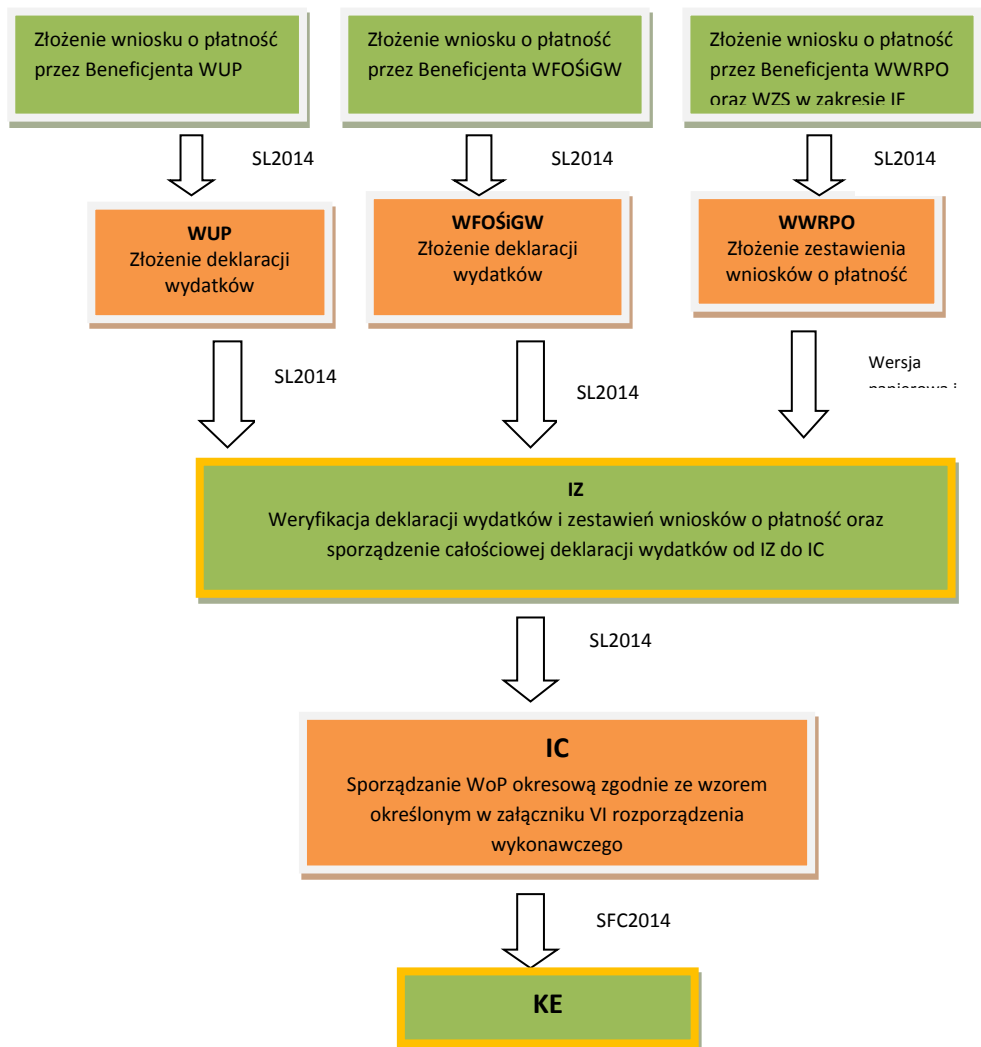 Złożenie wniosku o płatność
przez Beneficjenta WUP
Złożenie wniosku o płatność
przez Beneficjenta WFOŚiGW
Złożenie wniosku o płatność
przez Beneficjenta WWRPO
oraz WZS w zakresie
SL2014
SL2014
SL2014
WUP
Złożenie deklaracji
wydatków
WFOŚiGW
Złożenie deklaracji
wydatków
WWRPO
Złożenie zestawienia
wniosków o płatność
SL2014
SL2014
Wersja
IZ
Weryfikacja deklaracji wydatków i zestawień wniosków o płatność oraz
sporządzenie całościowej deklaracji wydatków od IZ do IC
SL2014
IC
Sporządzanie WoP okresową zgodnie ze wzorem
określonym w załączniku VI rozporządzenia
wykonawczego
SFC2014
KE